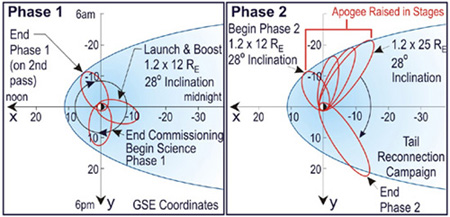 Phase 1
6am
End
Phase 1
(on 2nd
pass)
-20
-10
Launch & Boost
1.2 x 12 RE
28° Inclination
noon
midnight
x
10
-10
-20
10
End Commissioning
Begin Science
Phase 1
20
y
6pm
GSE Coordinates
Phase 2
Apogee Raised in Stages
Begin Phase 2
1.2 x 12 RE
28° Inclination
-20
-10
1.2 x 25 RE
28°
Inclination
x
10
-10
-20
10
Tail
Reconnection
Campaign
20
y
End
Phase 2